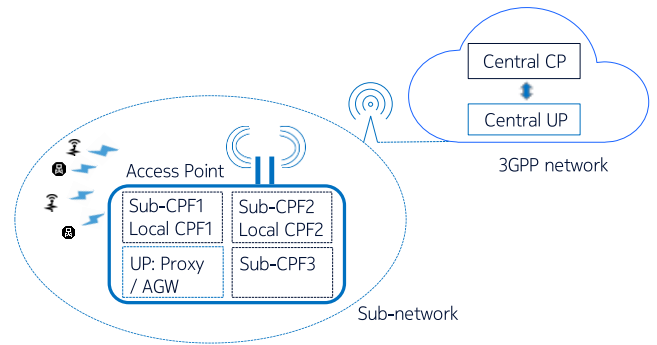 Central CP
Central UP
3GPP network
Access Point
Sub-CPF1
Local CPF1
Sub-CPF2
Local CPF2
UP: Proxy
/ AGW
Sub-CPF3
Sub-network